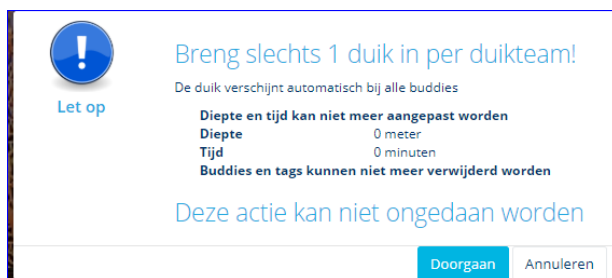 Breng slechts 1 duik in per duikteam!
De duik verschijnt automatisch bij alle buddies
Let op
Diepte en tijd kan niet meer aangepast worden
Diepte 0 meter
Tijd 0 minuten
Buddies en tags kunnen niet meer verwijderd worden
Deze actie kan niet ongedaan worden
Doorgaan Annuleren